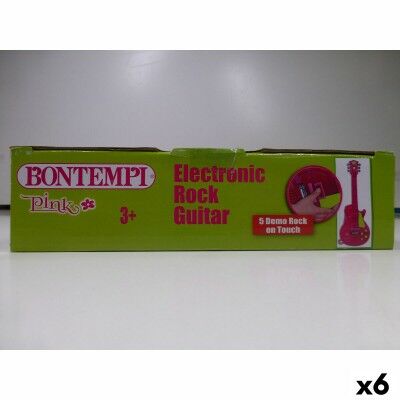 BONTEMPI
Pink
3+
Electronic
Rock
Guitar
5 Demo Rock
on Touch
x6